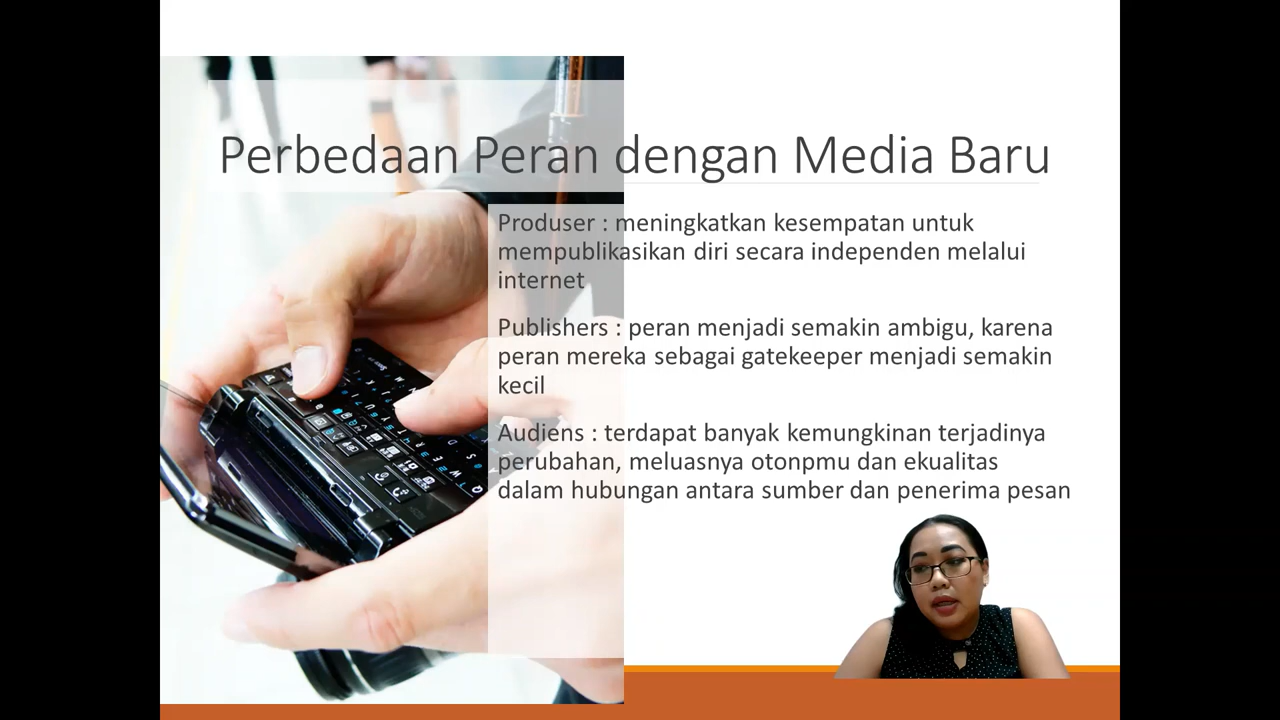 Perbedaan Peran dengan Media Baru
Produser : meningkatkan kesempatan untuk
mempublikasikan diri secara independen melalui
internet
Publishers : peran menjadi semakin ambigu, karena
peran mereka sebagai gatekeeper menjadi semakin
kecil
Audiens : terdapat banyak kemungkinan terjadinya
perubahan, meluasnya otonpmu dan ekualitas
dalam hubungan antara sumber dan penerima pesan